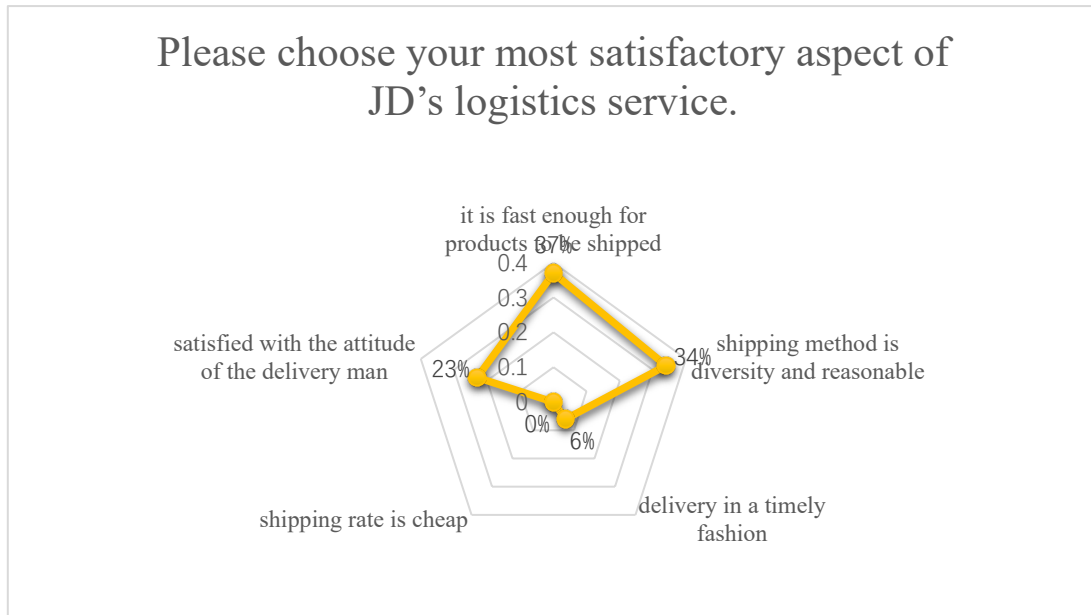 Please choose your most satisfactory aspect of
JD's logistics service.
it is fast enough for
products to be shipped
37%
0.4
0.3
0.2
0.1
0
satisfied with the attitude
of the delivery man
23%
34%
shipping method is
diversity and reasonable
0%
6%
shipping rate is cheap
delivery in a timely
fashion